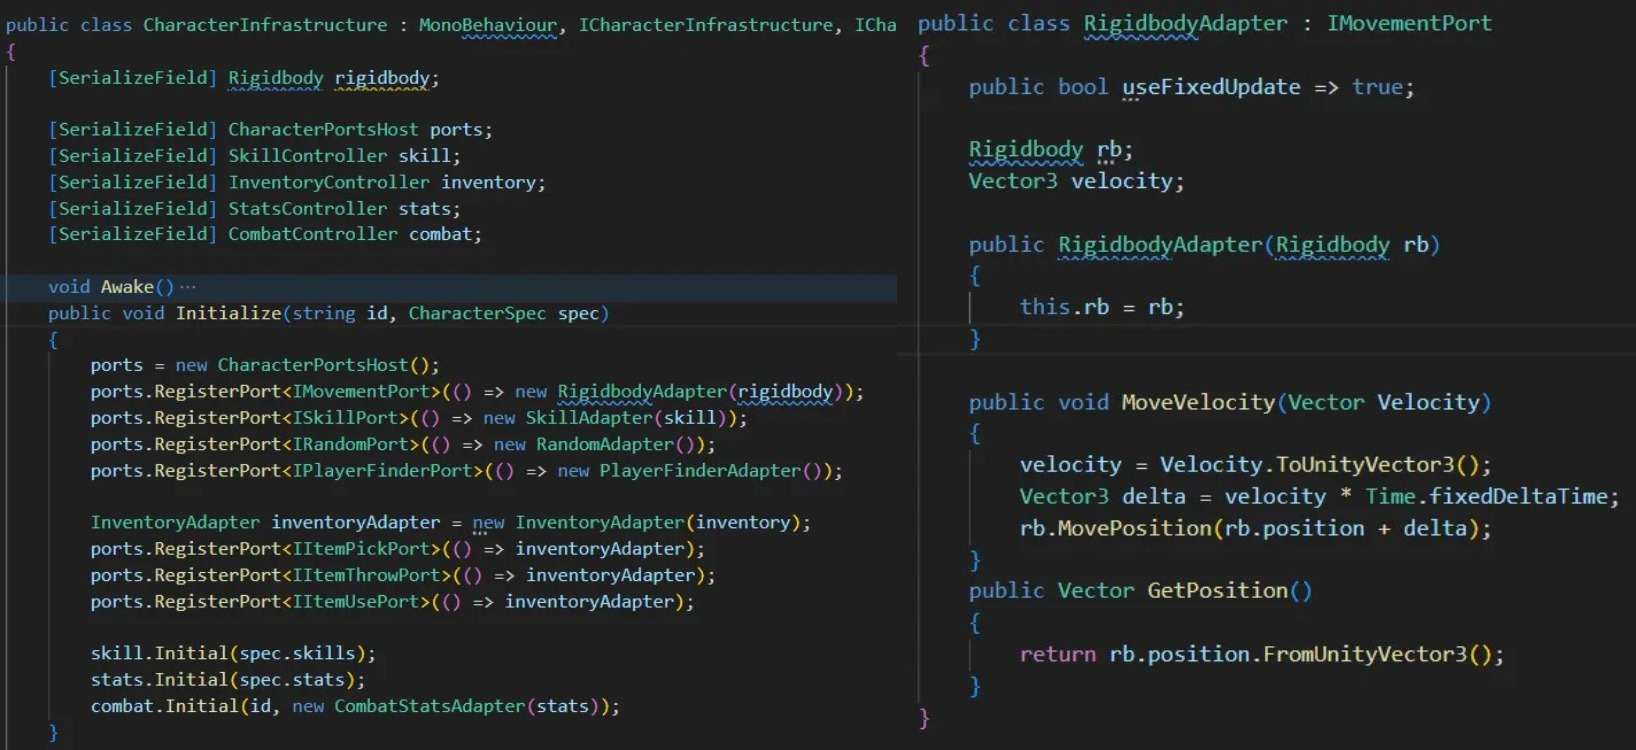 public class CharacterInfrastructure : MonoBehaviour, ICharacterInfrastructure, ICha
{
[SerializeField] Rigidbody rigidbody;
[SerializeField] CharacterPortsHost ports;
[SerializeField] SkillController skill;
[SerializeField] InventoryController inventory;
[SerializeField] StatsController stats;
[SerializeField] CombatController combat;
void Awake() ···
public void Initialize(string id, CharacterSpec spec)
{
ports = new CharacterPortsHost();
ports.RegisterPort<IMovementPort>(() => new RigidbodyAdapter(rigidbody));
ports.RegisterPort<ISkillPort>(() => new SkillAdapter(skill));
ports.RegisterPort<IRandomPort>(() => new RandomAdapter());
ports.RegisterPort<IPlayerFinderPort>(() => new PlayerFinderAdapter());
InventoryAdapter inventoryAdapter = new InventoryAdapter(inventory);
ports.RegisterPort<IItemPickPort>(() => inventoryAdapter);
ports.RegisterPort<IItemThrowPort>(() => inventoryAdapter);
ports.RegisterPort<IItemUsePort>(() => inventoryAdapter);
skill.Initial(spec.skills);
stats.Initial(spec.stats);
combat.Initial(id, new CombatStatsAdapter(stats));
}
public class RigidbodyAdapter : IMovementPort
{
public bool useFixedUpdate => true;
Rigidbody rb;
Vector3 velocity;
public RigidbodyAdapter(Rigidbody rb)
{
this.rb = rb;
}
public void MoveVelocity(Vector Velocity)
{
velocity = Velocity.ToUnityVector3();
Vector3 delta = velocity * Time.fixedDeltaTime;
rb.MovePosition(rb.position + delta);
}
public Vector GetPosition()
{
return rb.position.FromUnityVector3();
}
}